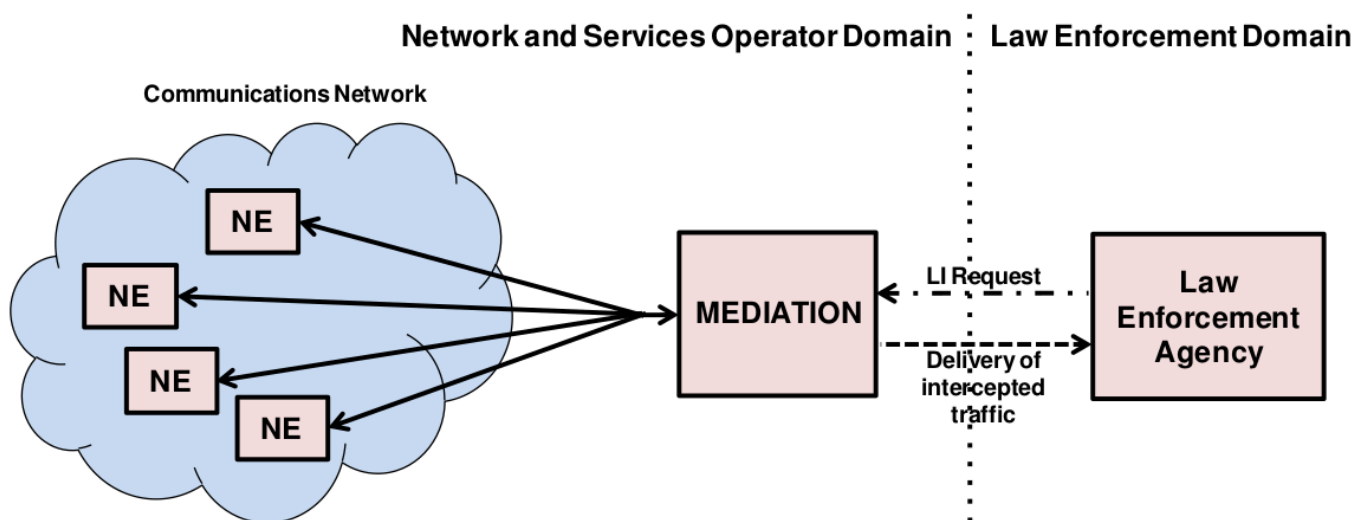 Network and Services Operator Domain
Law Enforcement Domain
Communications Network
NE
NE
NE
NE
MEDIATION
LI Request
Delivery of
intercepted
traffic
Law
Enforcement
Agency